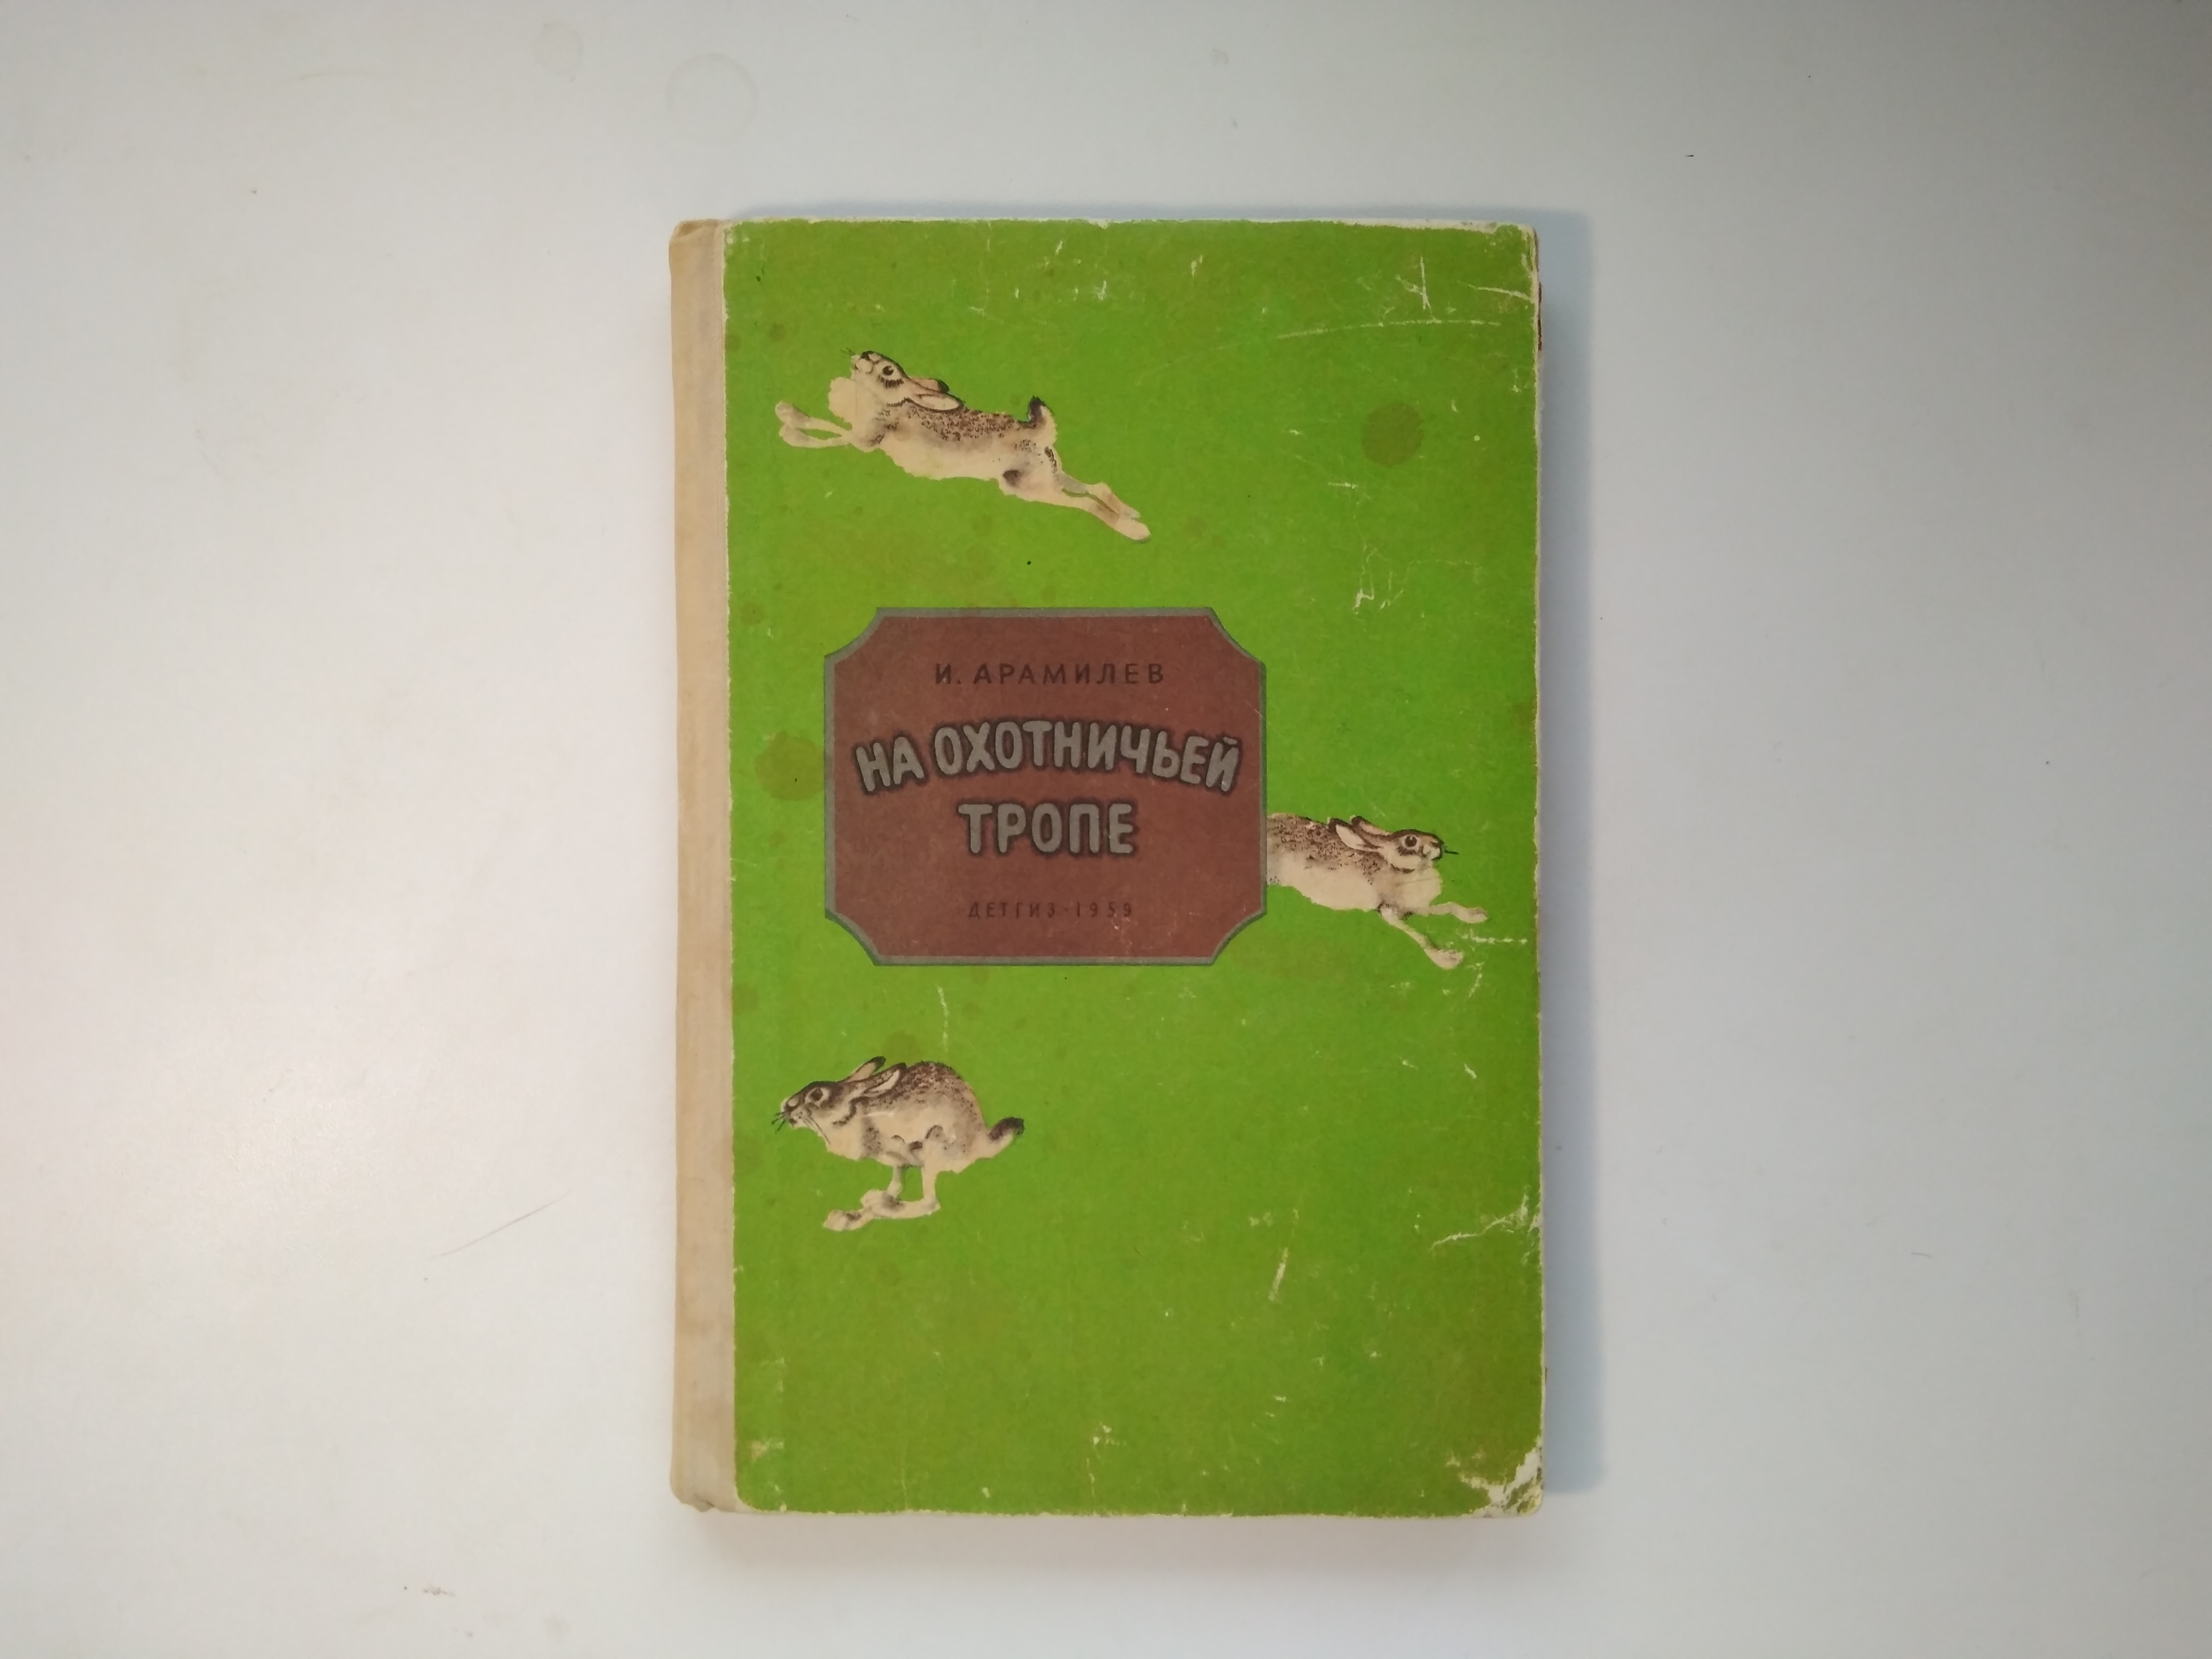 И. АРАМИЛЕВ
НА ОХОТНИЧЬЕЙ
ТРОПЕ
ДЕТГИЗ·1959